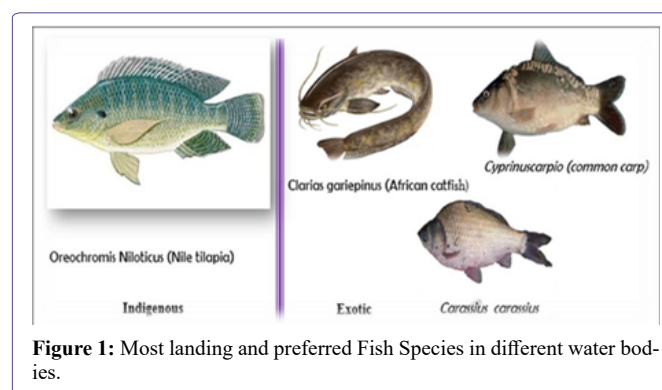 Cyprinuscarpio (common carp)
Clarias gariepinus (African catfish)
Oreochromis Niloticus (Nile tilapia)
Indigenous
Exotic
Carassius carassius
Figure 1: Most landing and preferred Fish Species in different water bod-
ies.